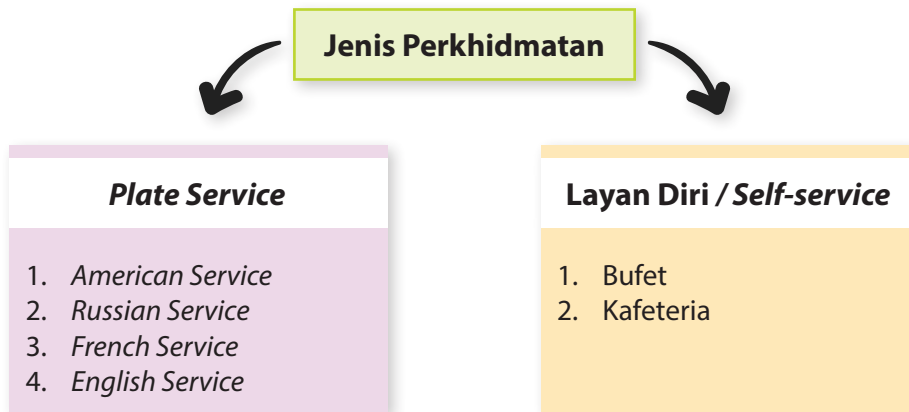 Jenis Perkhidmatan
Plate Service
1. American Service
2. Russian Service
3. French Service
4. English Service
Layan Diri / Self-service
1. Bufet
2. Kafeteria